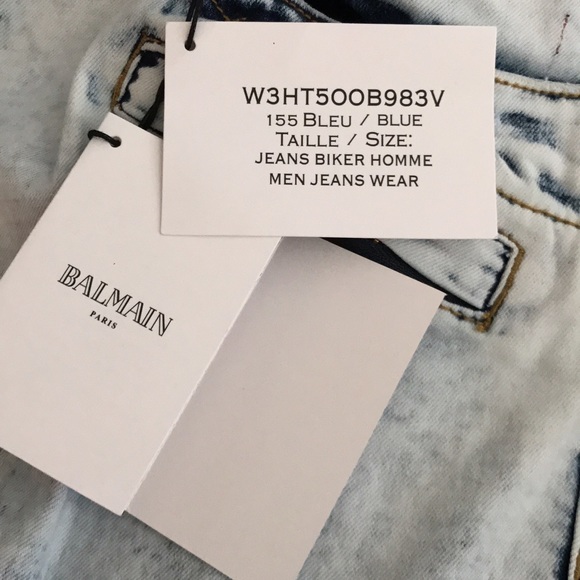 W3HT500B983V
155 BLEU / BLUE
TAILLE / SIZE:
JEANS BIKER HOMME
MEN JEANS WEAR
BALMAIN
PARIS